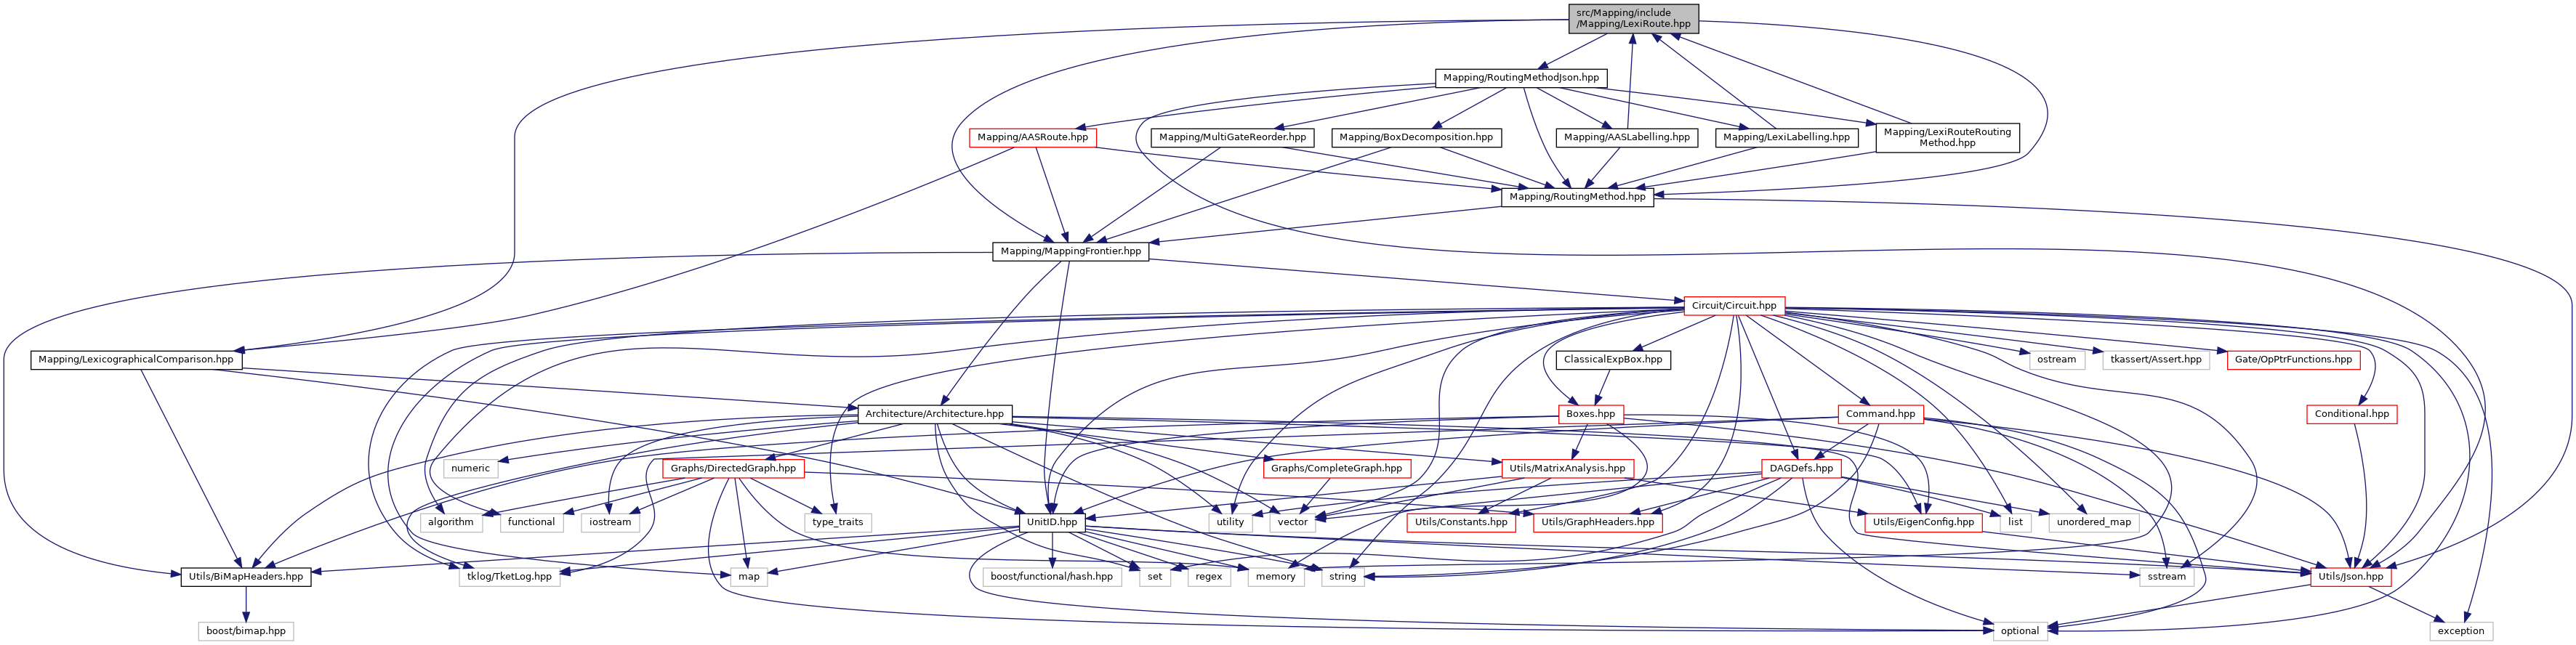 src/Mapping/include
/Mapping/LexiRoute.hpp
Mapping/RoutingMethodJson.hpp
Mapping/AASRoute.hpp
Mapping/MultiGateReorder.hpp
Mapping/BoxDecomposition.hpp
Mapping/AASLabelling.hpp
Mapping/LexiLabelling.hpp
Mapping/LexiRouteRouting
Method.hpp
Mapping/RoutingMethod.hpp
Mapping/MappingFrontier.hpp
Circuit/Circuit.hpp
Mapping/LexicographicalComparison.hpp
ClassicalExpBox.hpp
ostream
tkassert/Assert.hpp
Gate/OpPtrFunctions.hpp
Architecture/Architecture.hpp
Boxes.hpp
Command.hpp
Conditional.hpp
numeric
Graphs/DirectedGraph.hpp
Graphs/CompleteGraph.hpp
Utils/MatrixAnalysis.hpp
DAGDefs.hpp
algorithm
functional
iostream
type_traits
UnitID.hpp
utility
vector
Utils/Constants.hpp
Utils/GraphHeaders.hpp
Utils/EigenConfig.hpp
list
unordered_map
Utils/BiMapHeaders.hpp
tklog/TketLog.hpp
map
boost/functional/hash.hpp
set
regex
memory
string
sstream
Utils/Json.hpp
boost/bimap.hpp
optional
exception